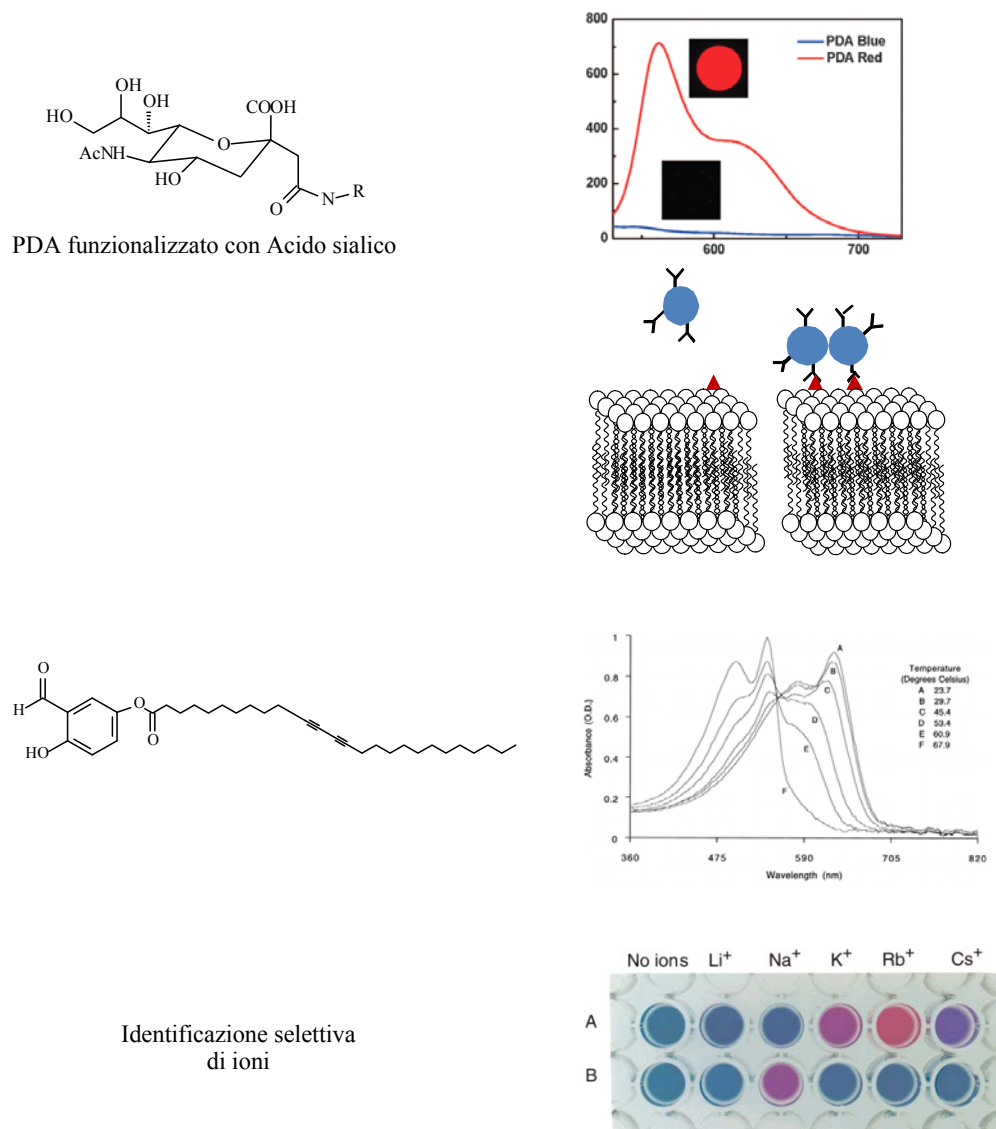 800
600
400
200
0
600
700
PDA Blue
PDA Red
OH
OH
OH
HO
COOH
O
AcNH
HO
O
N
R
PDA funzionalizzato con Acido sialico
O
H
HO
O
O
1
0.8
0.6
0.4
0.2
0
360
475
590
705
820
Absorbance (O.D.)
Wavelength (nm)
A
B
C
D
E
F
Temperature
(Degrees Celsius)
A 23.7
B 29.7
C 45.4
D 53.4
E 60.9
F 67.9
Identificazione selettiva
di ioni
No ions Li+ Na+ K+ Rb+ Cs+
A
B